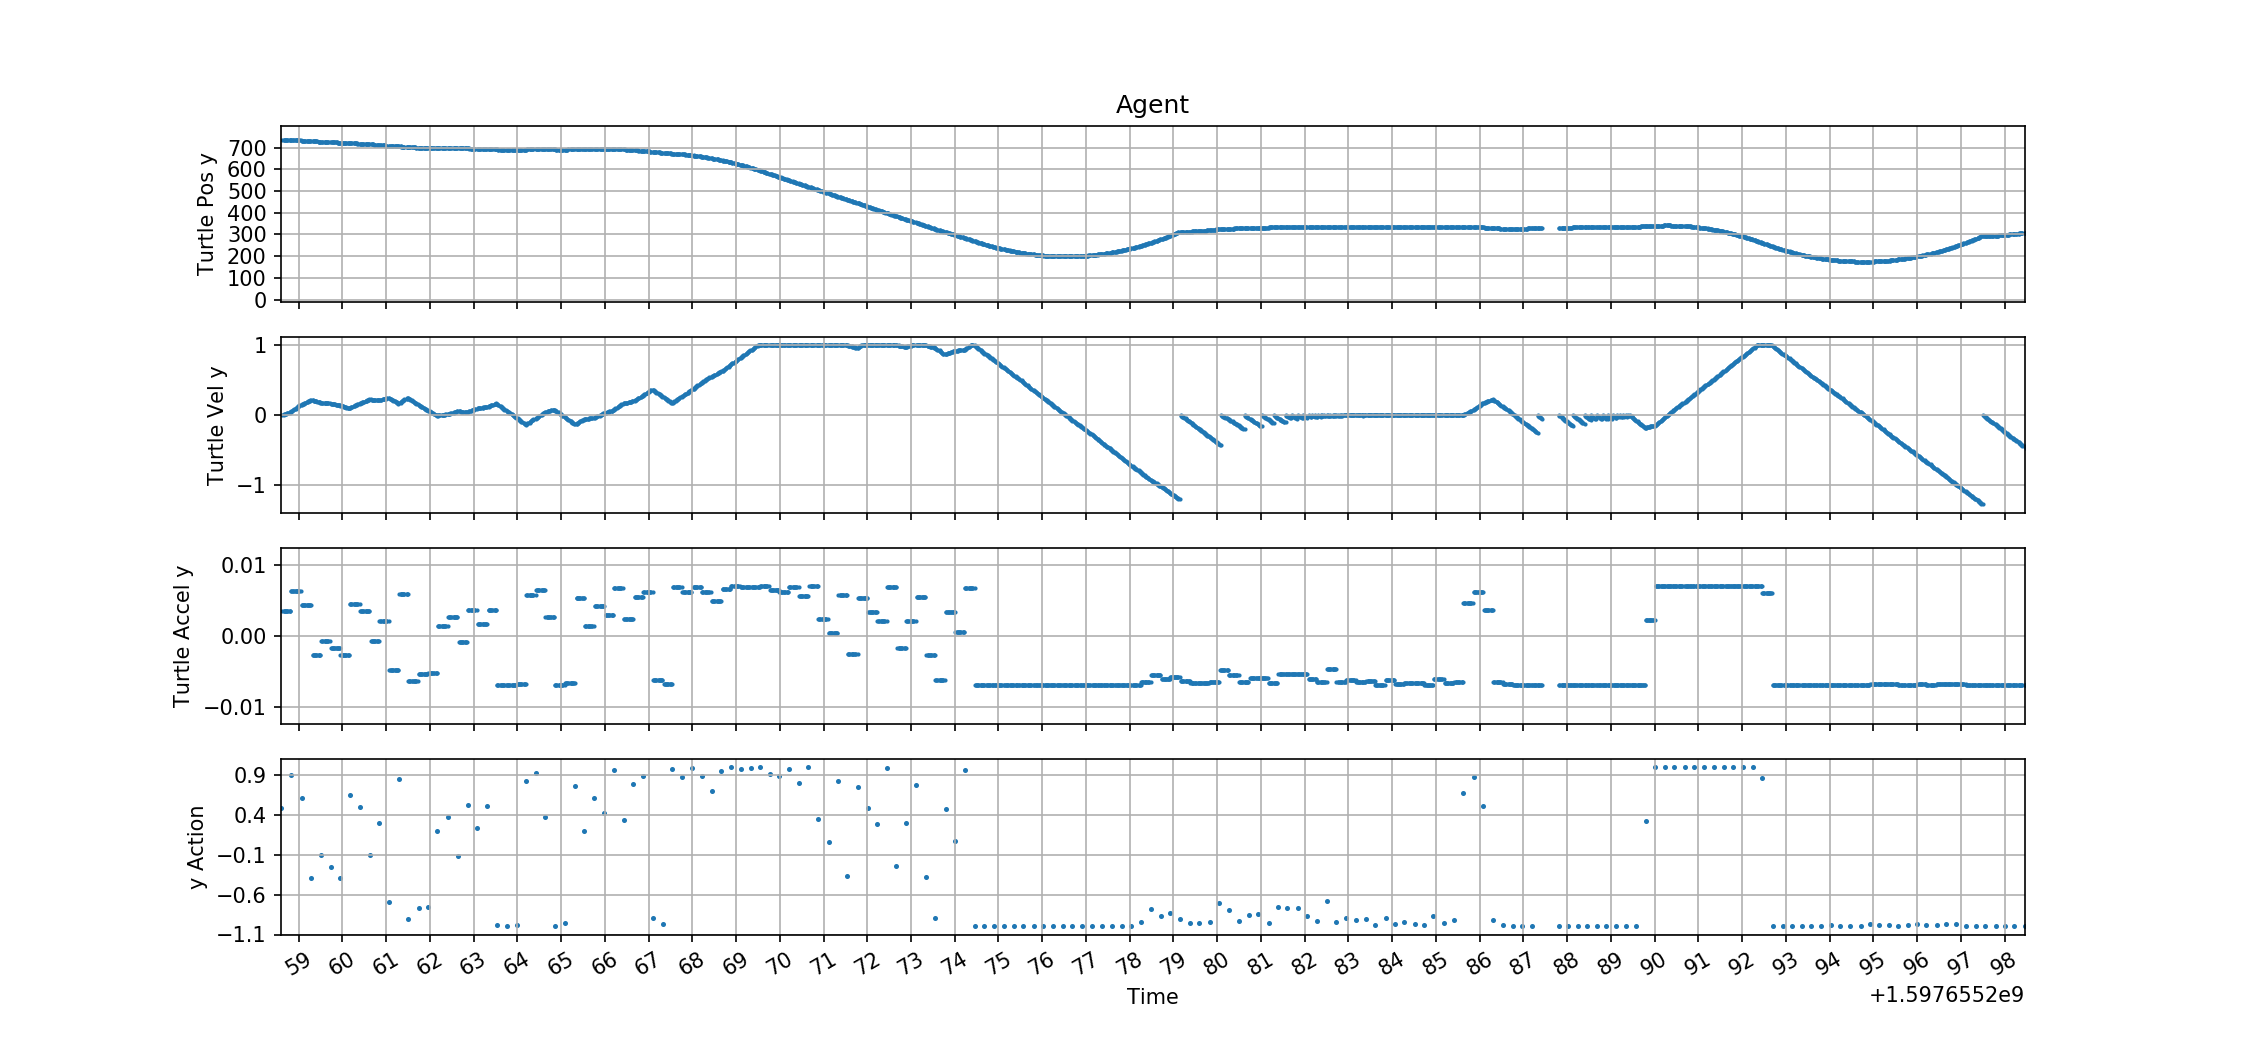 Agent
700
600
500
400
300
200
100
0
Turtle Pos y
1
0
−1
Turtle Vel y
0.01
0.00
−0.01
Turtle Accel y
0.9
0.4
−0.1
−0.6
−1.1
y Action
59 60 61 62 63 64 65 66 67 68 69 70 71 72 73 74 75 76 77 78 79 80 81 82 83 84 85 86 87 88 89 90 91 92 93 94 95 96 97 98
Time
+1.5976552e9